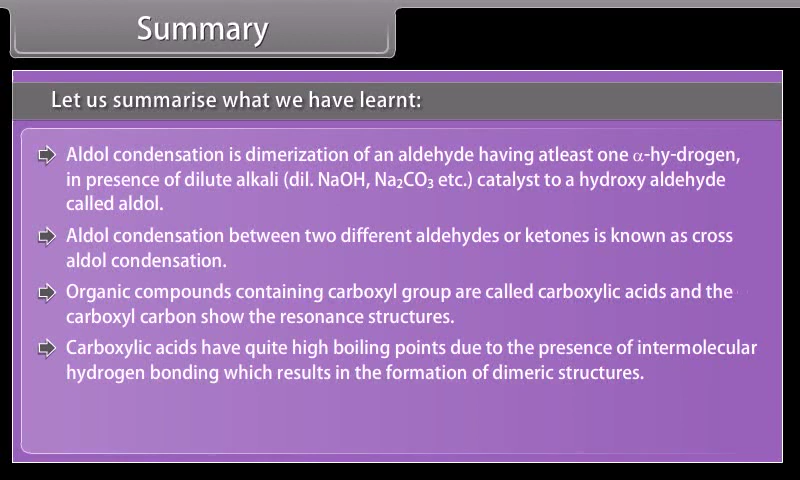 Summary
Let us summarise what we have learnt:
Aldol condensation is dimerization of an aldehyde having atleast one α-hy-drogen,
in presence of dilute alkali (dil. NaOH, Na₂CO₃ etc.) catalyst to a hydroxy aldehyde
called aldol.
Aldol condensation between two different aldehydes or ketones is known as cross
aldol condensation.
Organic compounds containing carboxyl group are called carboxylic acids and the
carboxyl carbon show the resonance structures.
Carboxylic acids have quite high boiling points due to the presence of intermolecular
hydrogen bonding which results in the formation of dimeric structures.